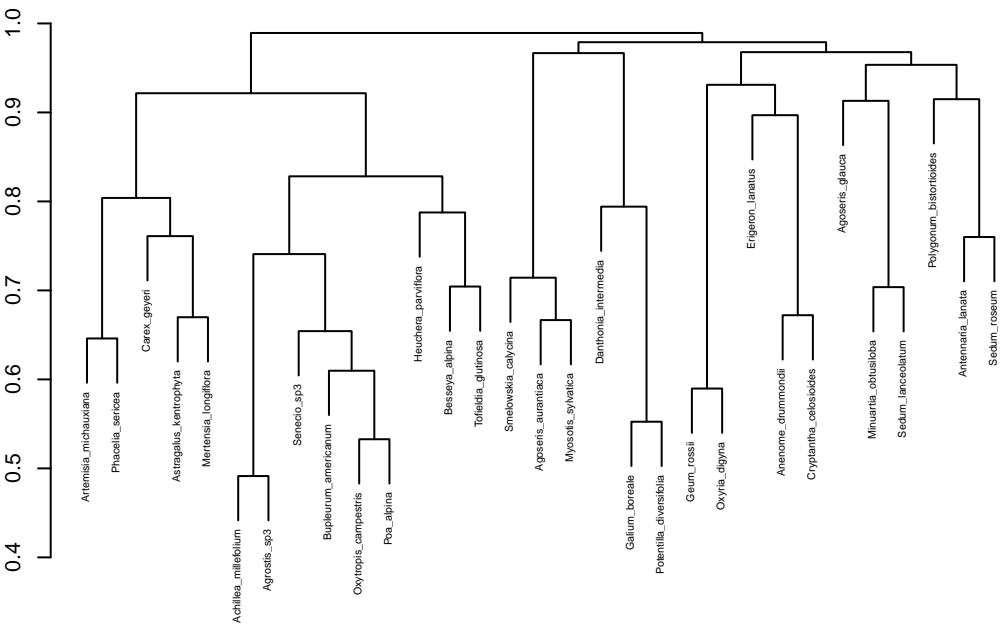 1.0
0.9
0.8
0.7
0.6
0.5
0.4
Artemisia_michauxiana
Phacelia_sericea
Carex_geyeri
Astragalus_kentrophyta
Mertensia_longiflora
Achillea_millefolium
Agrostis_sp3
Senecio_sp3
Bupleurum_americanum
Oxytropis_campestris
Poa_alpina
Heuchera_parviflora
Besseya_alpina
Tofieldia_glutinosa
Smelowskia_calycina
Agoseris_aurantiaca
Myosotis_sylvatica
Danthonia_intermedia
Galium_boreale
Potentilla_diversifolia
Geum_rossii
Oxyria_digyna
Erigeron_lanatus
Anenome_drummondii
Cryptantha_celosioides
Agoseris_glauca
Minuartia_obtusiloba
Sedum_lanceolatum
Polygonum_bistortioides
Antennaria_lanata
Sedum_roseum